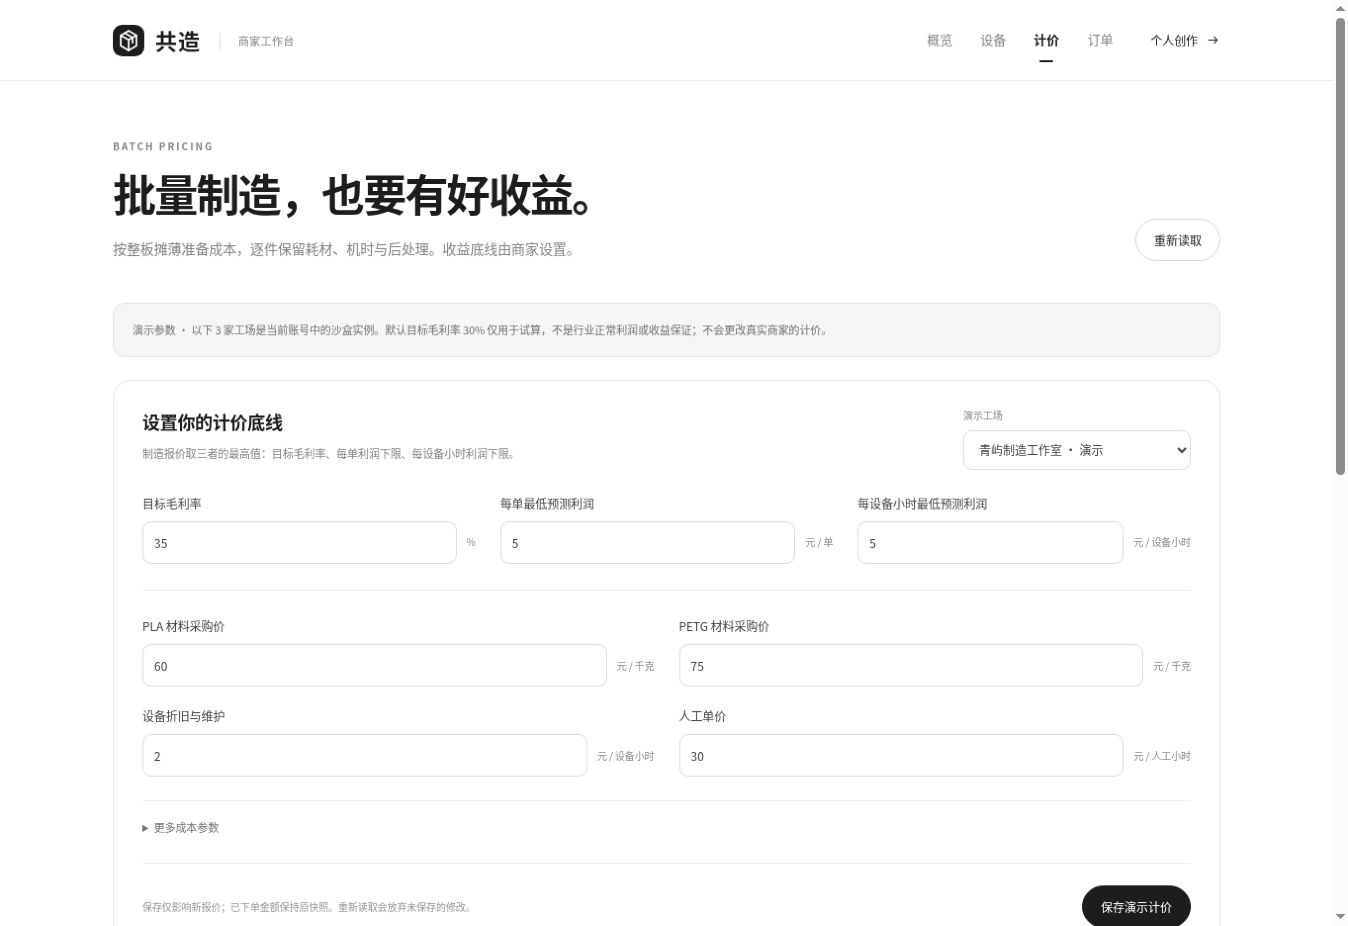 共造
商家工作台
概览 设备 计价 订单 个人创作 →
BATCH PRICING
批量制造，也要有好收益。
按整板摊薄准备成本，逐件保留耗材、机时与后处理。收益底线由商家设置。
重新读取
演示参数 · 以下 3 家工场是当前账号中的沙盒实例。默认目标毛利率 30% 仅用于试算，不是行业正常利润或收益保证；不会更改真实商家的计价。
设置你的计价底线
制造报价取三者的最高值：目标毛利率、每单利润下限、每设备小时利润下限。
演示工场
青屿制造工作室 · 演示
目标毛利率
35 %
每单最低预测利润
5 元 / 单
每设备小时最低预测利润
5 元 / 设备小时
PLA 材料采购价
60 元 / 千克
PETG 材料采购价
75 元 / 千克
设备折旧与维护
2 元 / 设备小时
人工单价
30 元 / 人工小时
更多成本参数
保存仅影响新报价；已下单金额保持原快照。重新读取会放弃未保存的修改。
保存演示计价